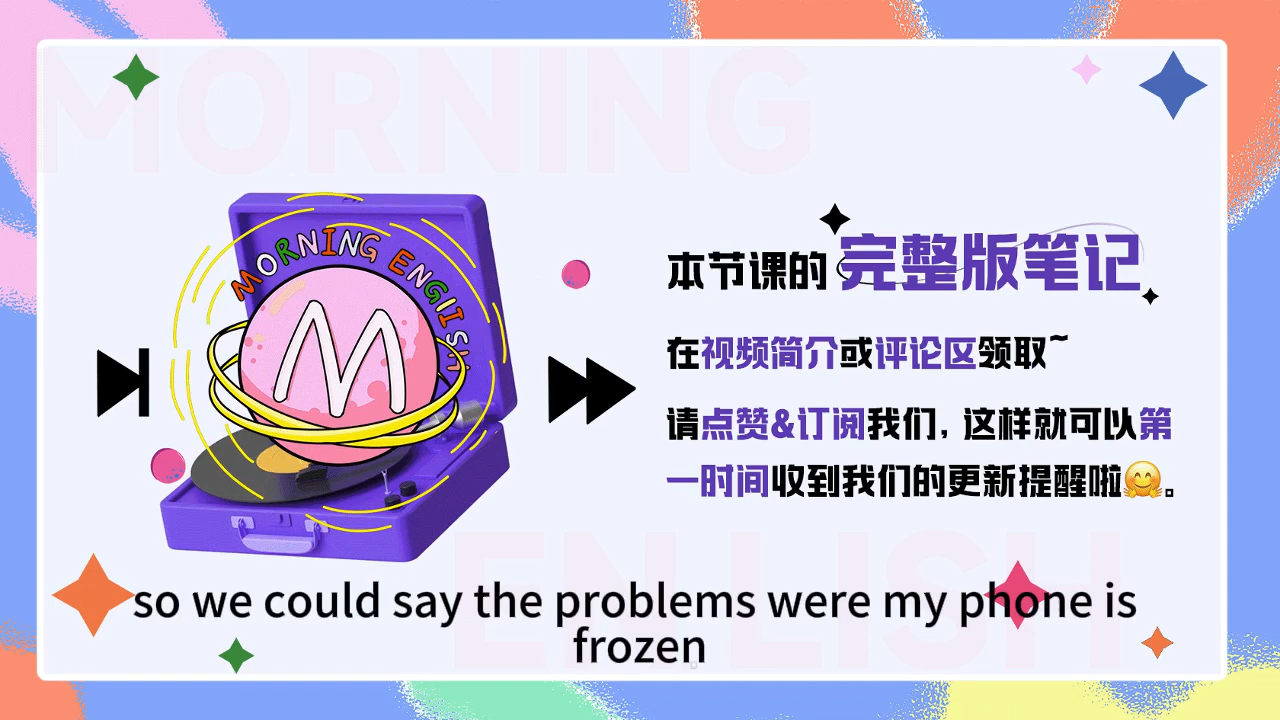 MORNING
MORNING ENGlISH
M
本节课的 完整版笔记
在视频简介或评论区领取~
请点赞&订阅我们, 这样就可以第
一时间收到我们的更新提醒啦🤗。
EN LISH
so we could say the problems were my phone is
frozen